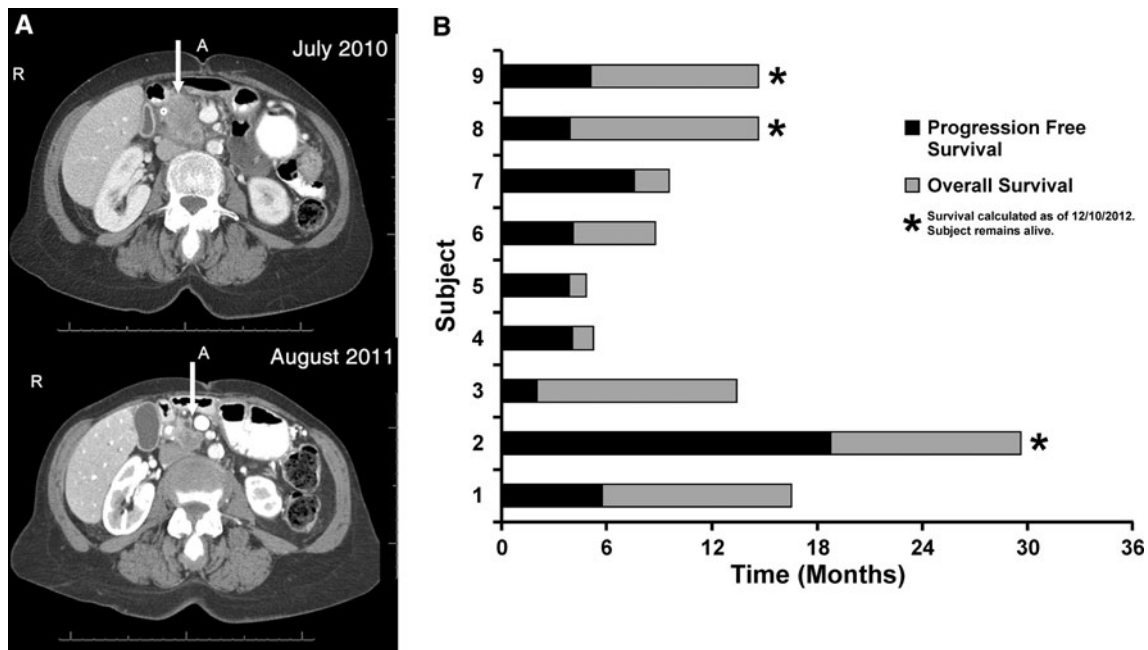 A
A
July 2010
R
A
August 2011
R
B
9
*
8
*
7
6
5
4
3
2
*
1
Subject
0
6
12
18
24
30
36
Time (Months)
Progression Free
Survival
Overall Survival
* Survival calculated as of 12/10/2012.
Subject remains alive.